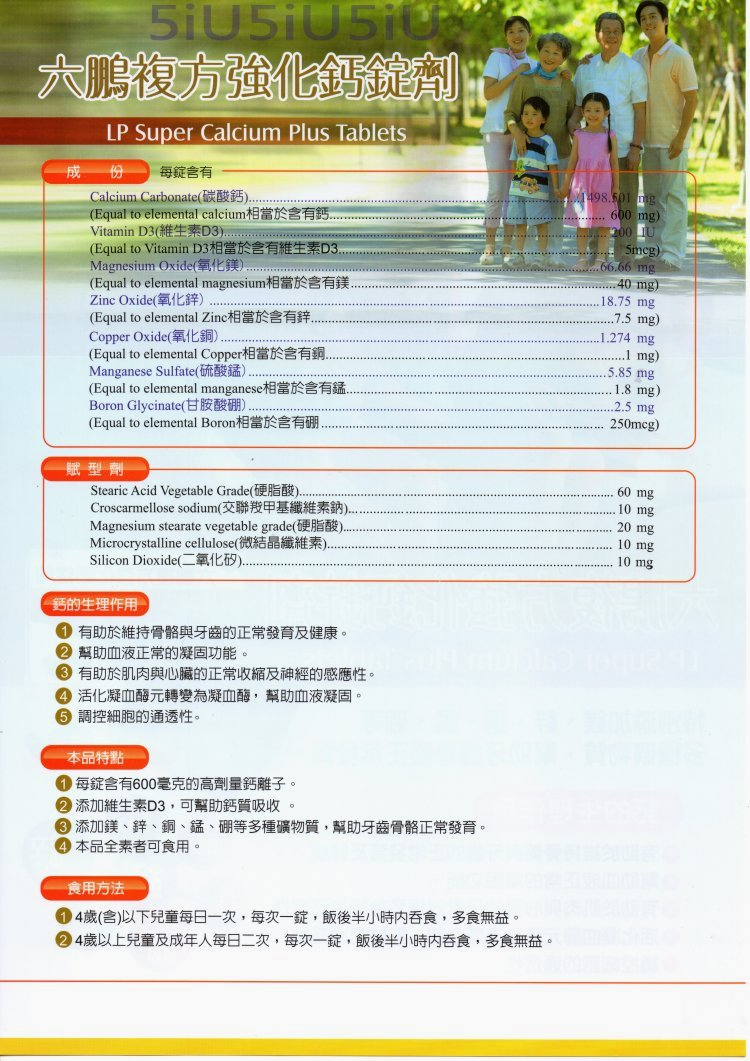 5iU5iU5iU
六鵬複方強化鈣錠劑
LP Super Calcium Plus Tablets
成 份 每錠含有
Calcium Carbonate(碳酸鈣)....1498.501 mg
(Equal to elemental calcium相當於含有鈣.... 600 mg)
Vitamin D3(維生素D3)....200 IU
(Equal to Vitamin D3相當於含有維生素D3.... 5mcg)
Magnesium Oxide(氧化鎂)....66.66 mg
(Equal to elemental magnesium相當於含有鎂....40 mg)
Zinc Oxide(氧化鋅)....18.75 mg
(Equal to elemental Zinc相當於含有鋅....7.5 mg)
Copper Oxide(氧化銅)....1.274 mg
(Equal to elemental Copper相當於含有銅....1 mg)
Manganese Sulfate(硫酸錳)....5.85 mg
(Equal to elemental manganese相當於含有錳....1.8 mg)
Boron Glycinate(甘胺酸硼)....2.5 mg
(Equal to elemental Boron相當於含有硼.... 250mcg)
賦型劑
Stearic Acid Vegetable Grade(硬脂酸).... 60 mg
Croscarmellose sodium(交聯羧甲基纖維素鈉)....10 mg
Magnesium stearate vegetable grade(硬脂酸).... 20 mg
Microcrystalline cellulose(微結晶纖維素).... 10 mg
Silicon Dioxide(二氧化矽).... 10 mg
鈣的生理作用
1 有助於維持骨骼與牙齒的正常發育及健康。
2 幫助血液正常的凝固功能。
3 有助於肌肉與心臟的正常收縮及神經的感應性。
4 活化凝血酶元轉變為凝血酶，幫助血液凝固。
5 調控細胞的通透性。
本品特點
1 每錠含有600毫克的高劑量鈣離子。
2 添加維生素D3，可幫助鈣質吸收 。
3 添加鎂、鋅、銅、錳、硼等多種礦物質，幫助牙齒骨骼正常發育。
4 本品全素者可食用。
食用方法
1 4歲(含)以下兒童每日一次，每次一錠，飯後半小時內吞食，多食無益。
2 4歲以上兒童及成年人每日二次，每次一錠，飯後半小時內吞食，多食無益。